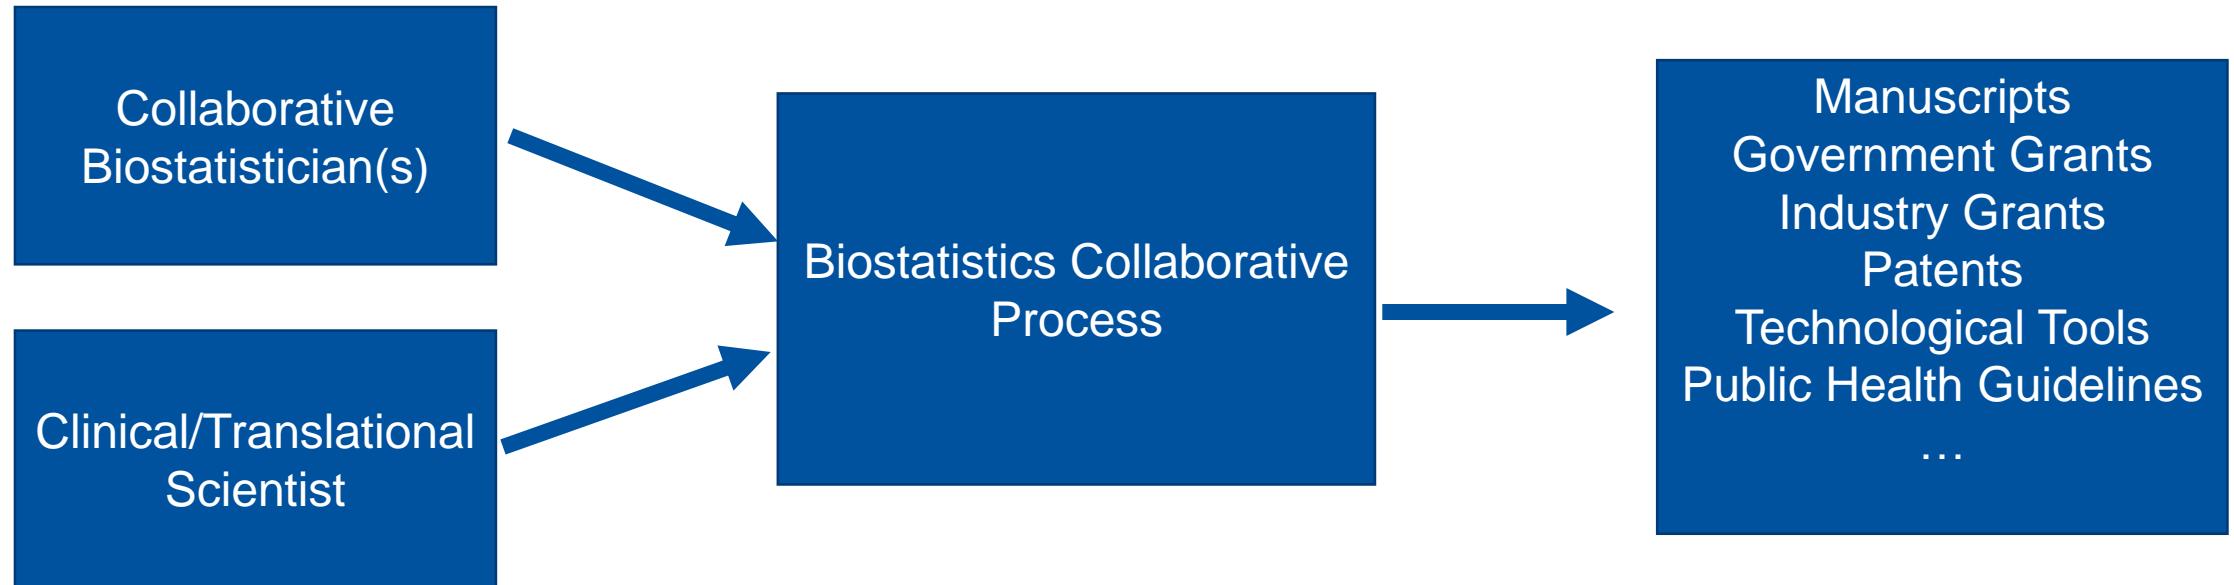 Collaborative
Biostatistician(s)
Clinical/Translational
Scientist
Biostatistics Collaborative
Process
Manuscripts
Government Grants
Industry Grants
Patents
Technological Tools
Public Health Guidelines
…